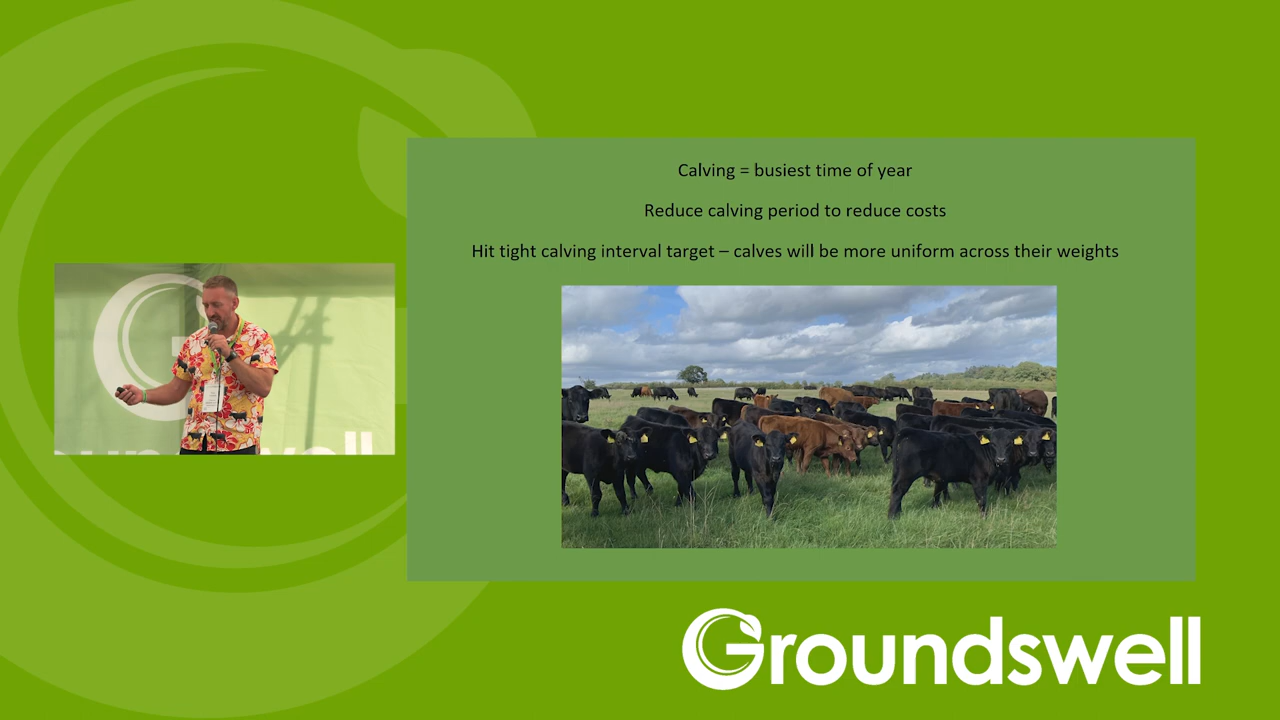 Calving = busiest time of year
Reduce calving period to reduce costs
Hit tight calving interval target – calves will be more uniform across their weights
Groundswell